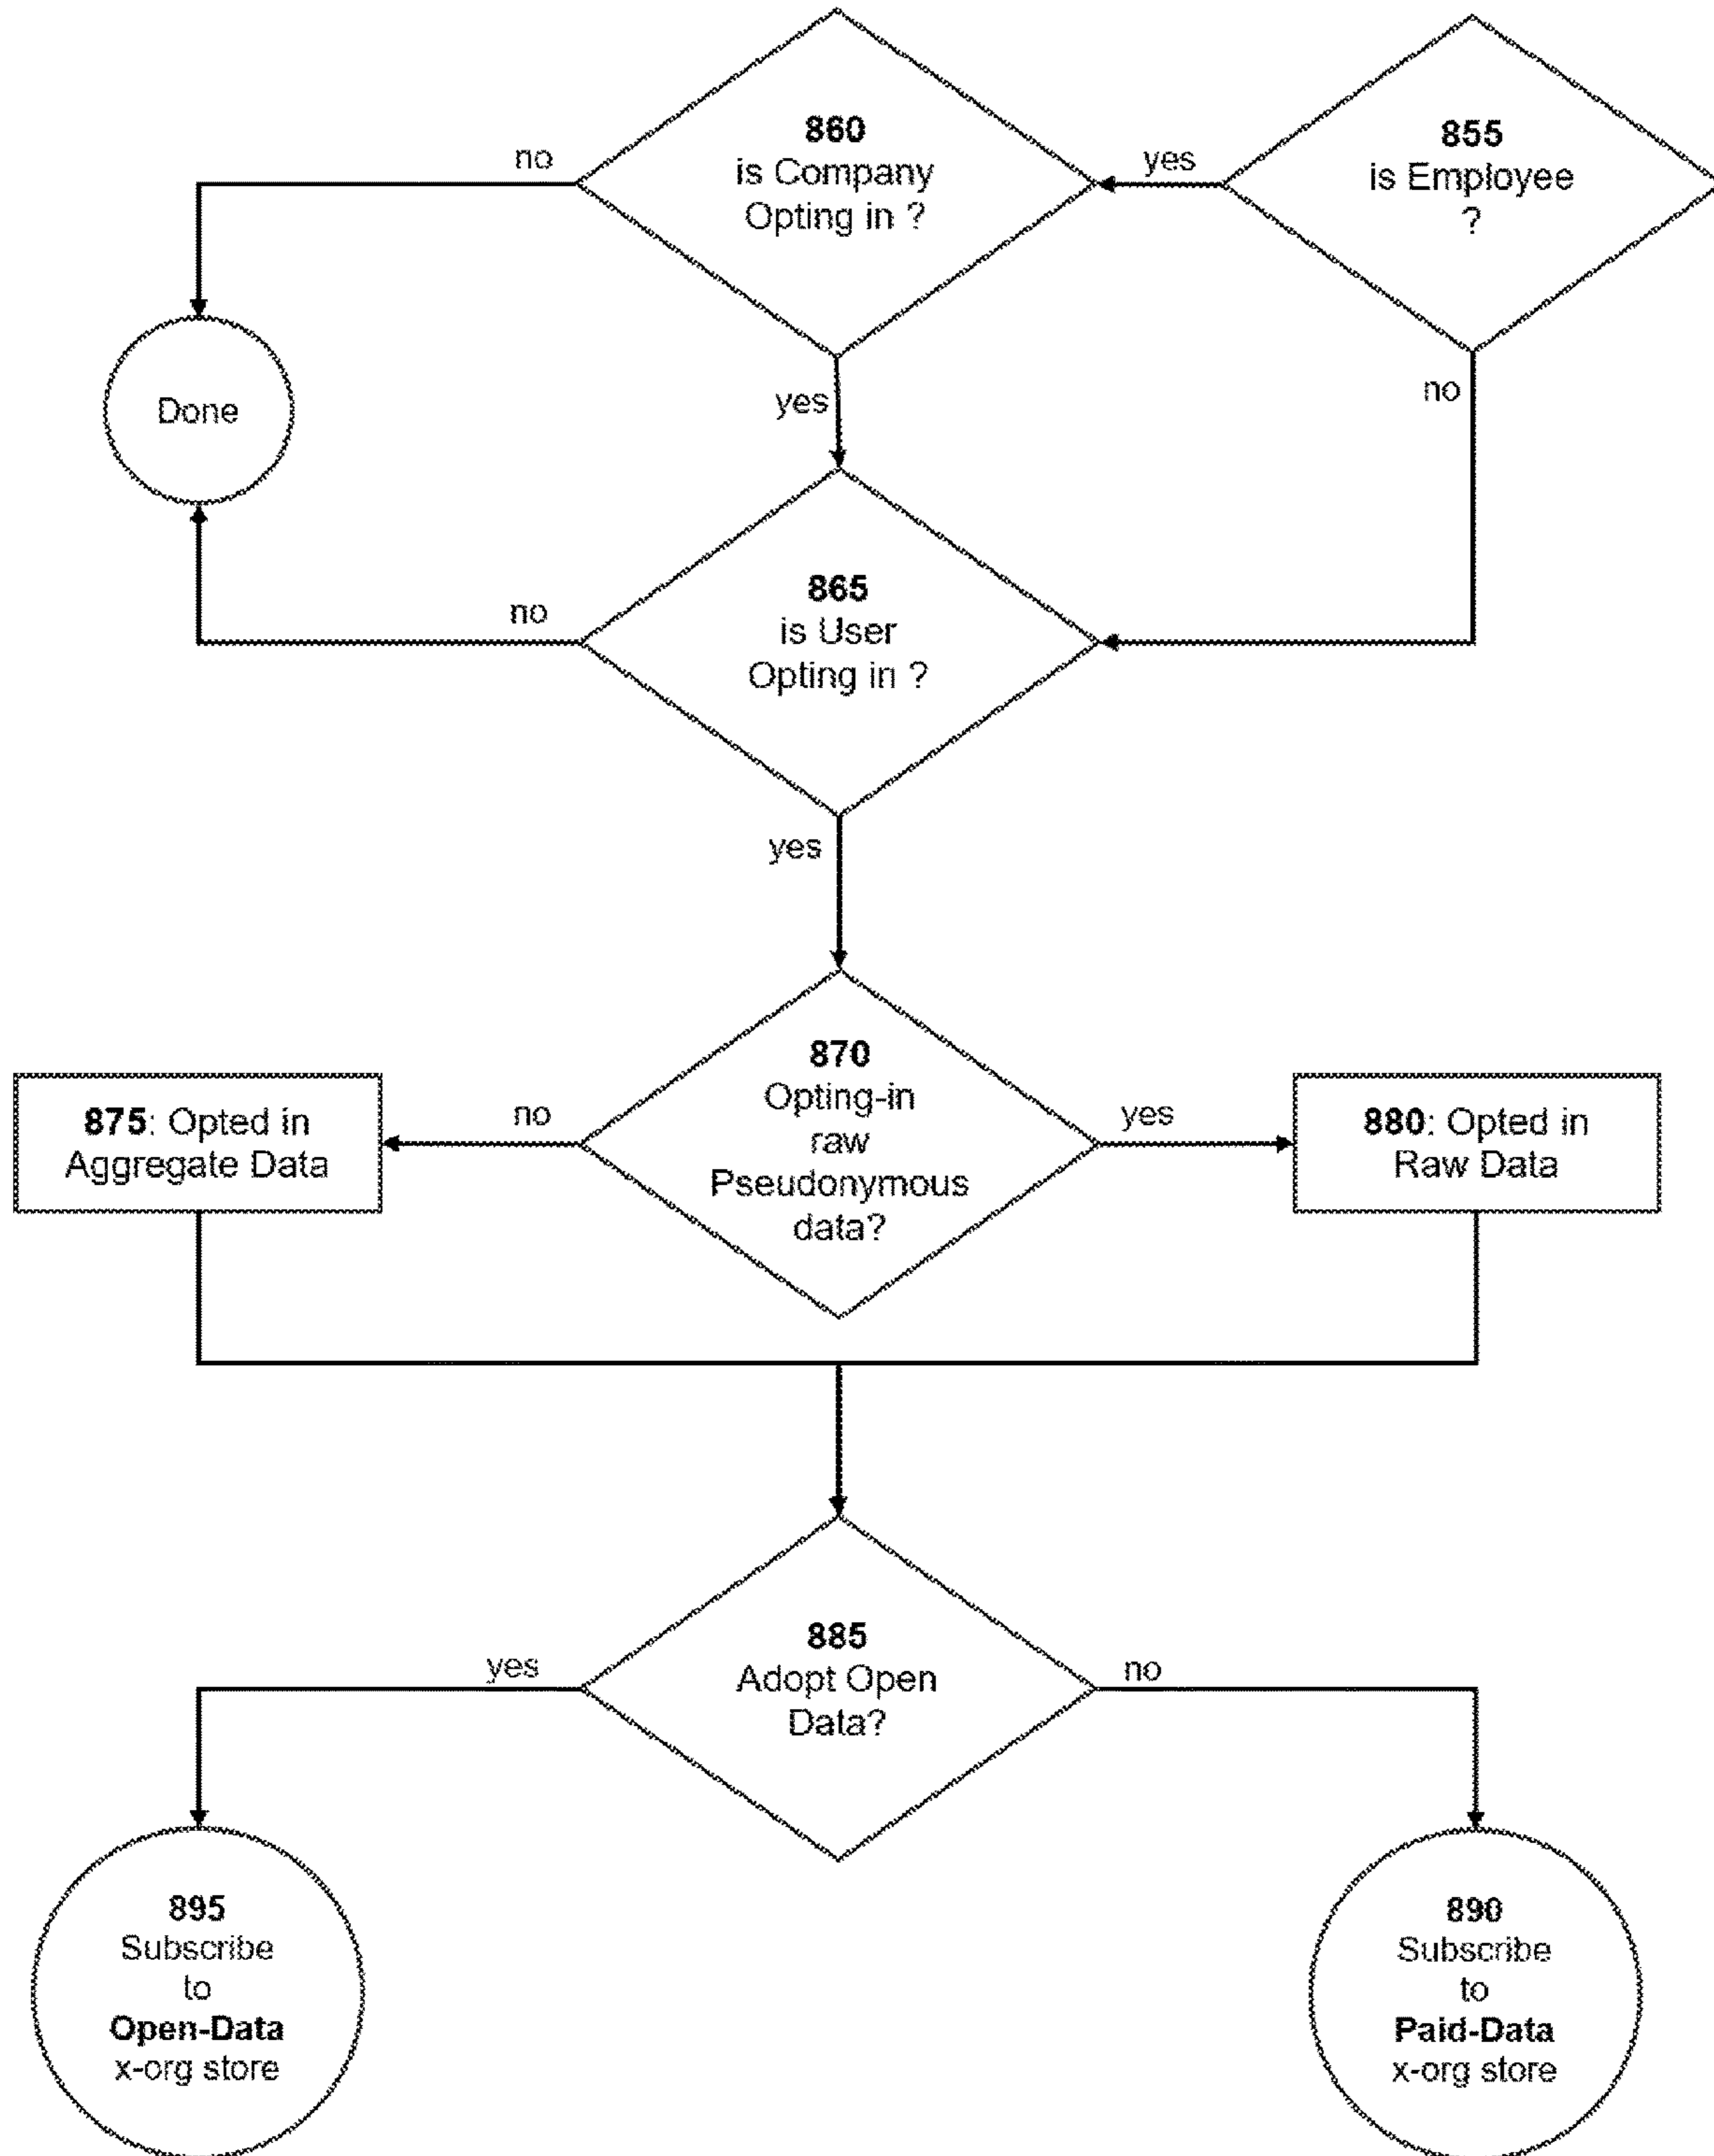 860
is Company
Opting in ?
855
is Employee
?
no
yes
Done
yes
no
865
is User
Opting in ?
no
yes
870
Opting-in
raw
Pseudonymous
data?
875: Opted in
Aggregate Data
no
yes
880: Opted in
Raw Data
885
Adopt Open
Data?
yes
no
895
Subscribe
to
Open-Data
x-org store
890
Subscribe
to
Paid-Data
x-org store